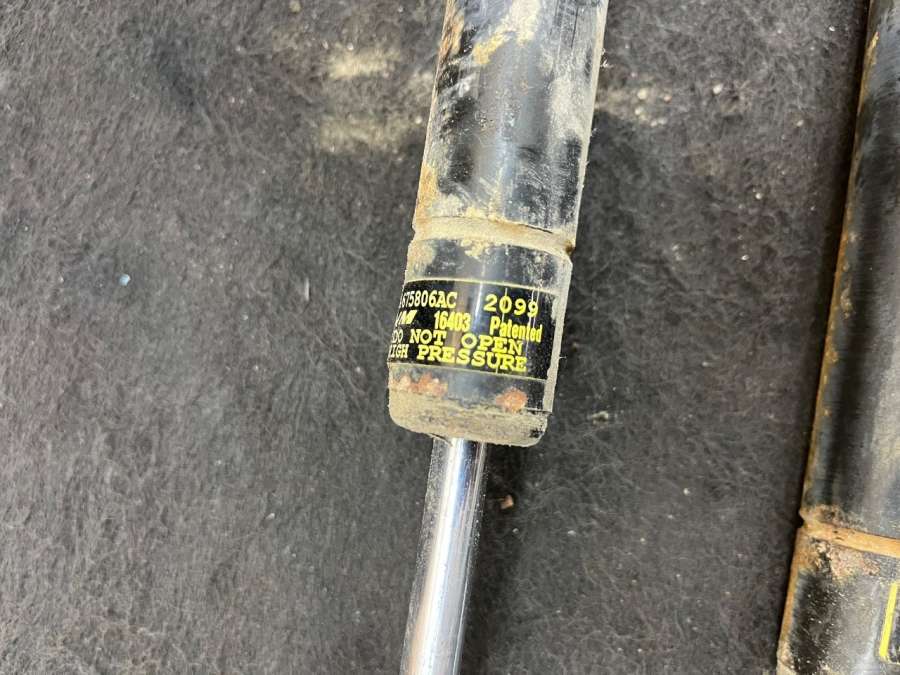 675806AC 2099
16403 Patented
DO NOT OPEN
HIGH PRESSURE